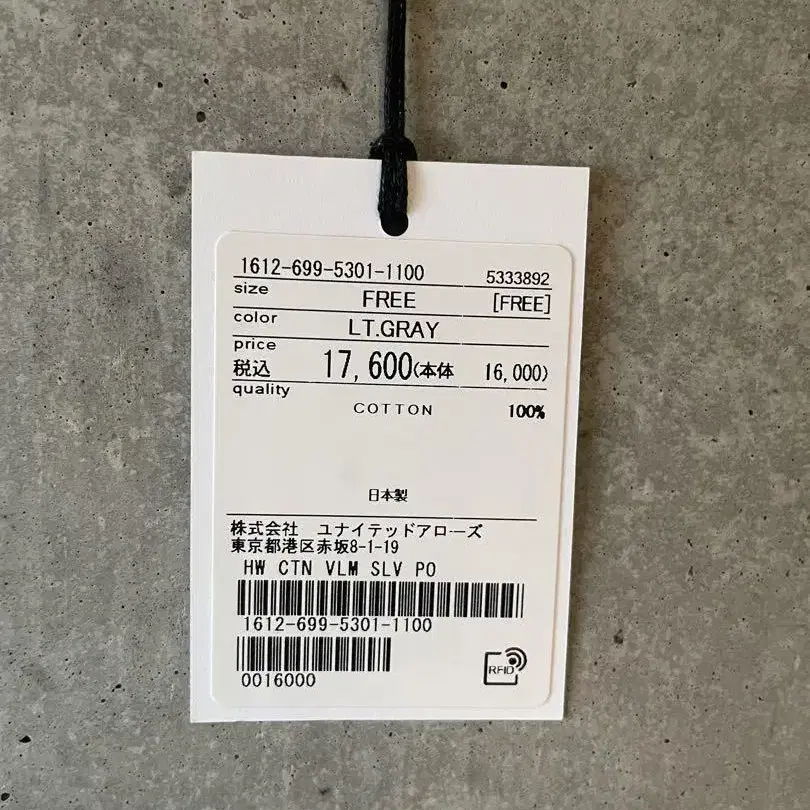 1612-699-5301-1100 5333892
size FREE [FREE]
color LT.GRAY
price
税込 17,600(本体 16,000)
quality
COTTON 100%
日本製
株式会社 ユナイテッドアローズ
東京都港区赤坂8-1-19
HW CTN VLM SLV PO
1612-699-5301-1100
0016000
RFID